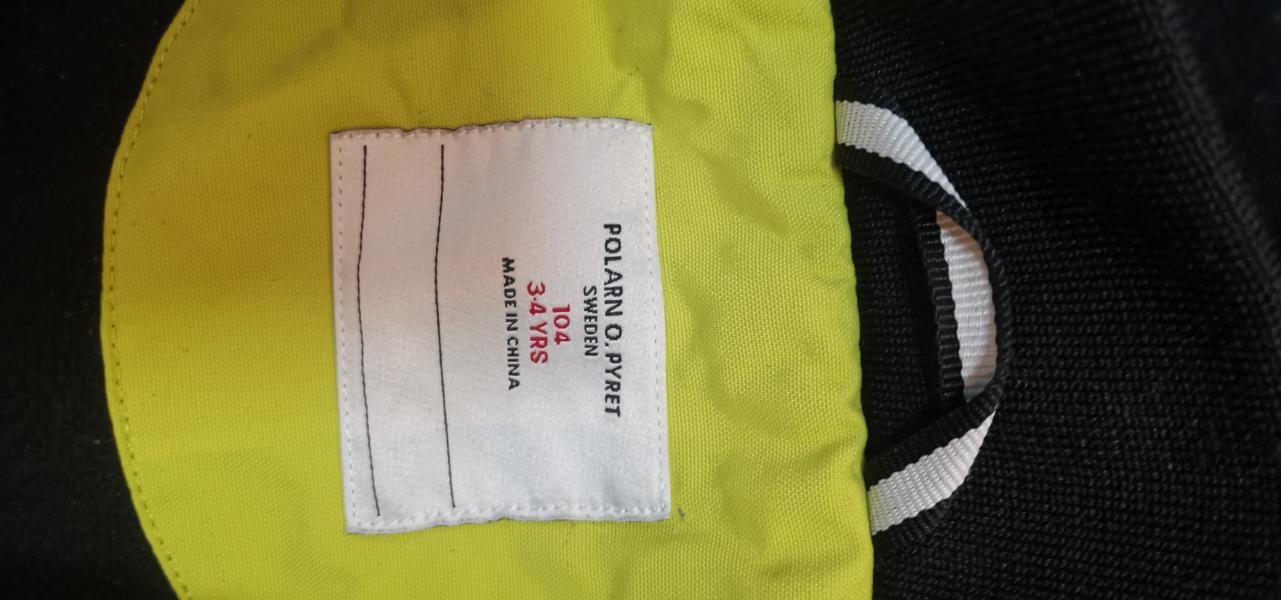 POLARN O. PYRET
SWEDEN
104
3-4 YRS
MADE IN CHINA